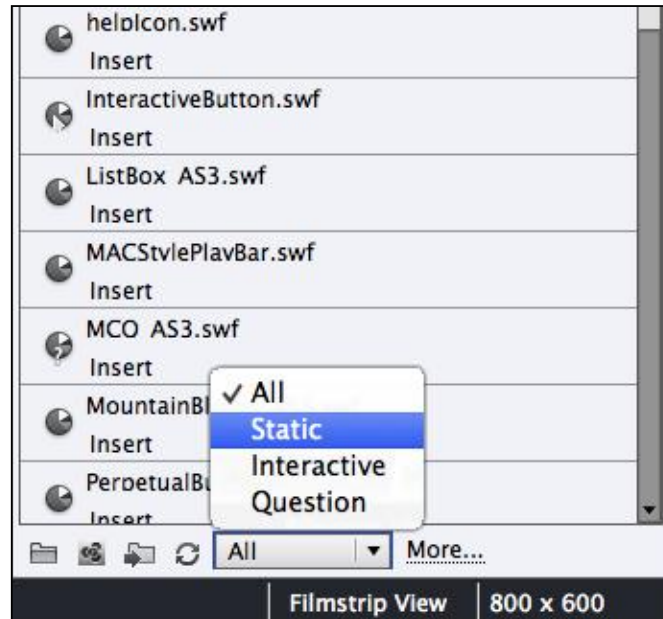 helpIcon.swf
Insert
InteractiveButton.swf
Insert
ListBox AS3.swf
Insert
MACStylePlayBar.swf
Insert
MCQ AS3.swf
Insert
MountainBl
Insert
PerpetualBu
Insert
All
Static
Interactive
Question
All
More...
Filmstrip View
800 x 600